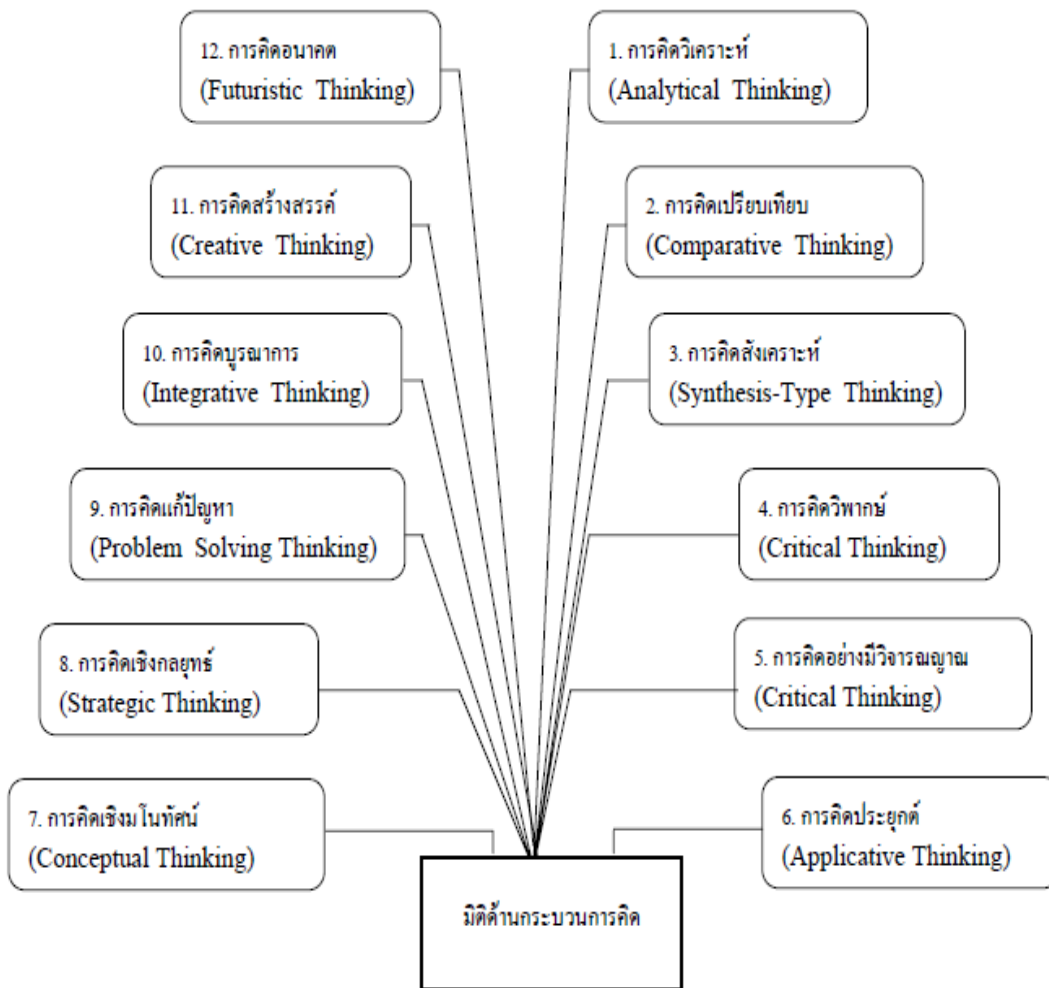 12. การคิดอนาคต
(Futuristic Thinking)
1. การคิดวิเคราะห์
(Analytical Thinking)
11. การคิดสร้างสรรค์
(Creative Thinking)
2. การคิดเปรียบเทียบ
(Comparative Thinking)
10. การคิดบูรณาการ
(Integrative Thinking)
3. การคิดสังเคราะห์
(Synthesis-Type Thinking)
9. การคิดแก้ปัญหา
(Problem Solving Thinking)
4. การคิดวิพากษ์
(Critical Thinking)
8. การคิดเชิงกลยุทธ์
(Strategic Thinking)
5. การคิดอย่างมีวิจารณญาณ
(Critical Thinking)
7. การคิดเชิงมโนทัศน์
(Conceptual Thinking)
6. การคิดประยุกต์
(Applicative Thinking)
มิติด้านกระบวนการคิด